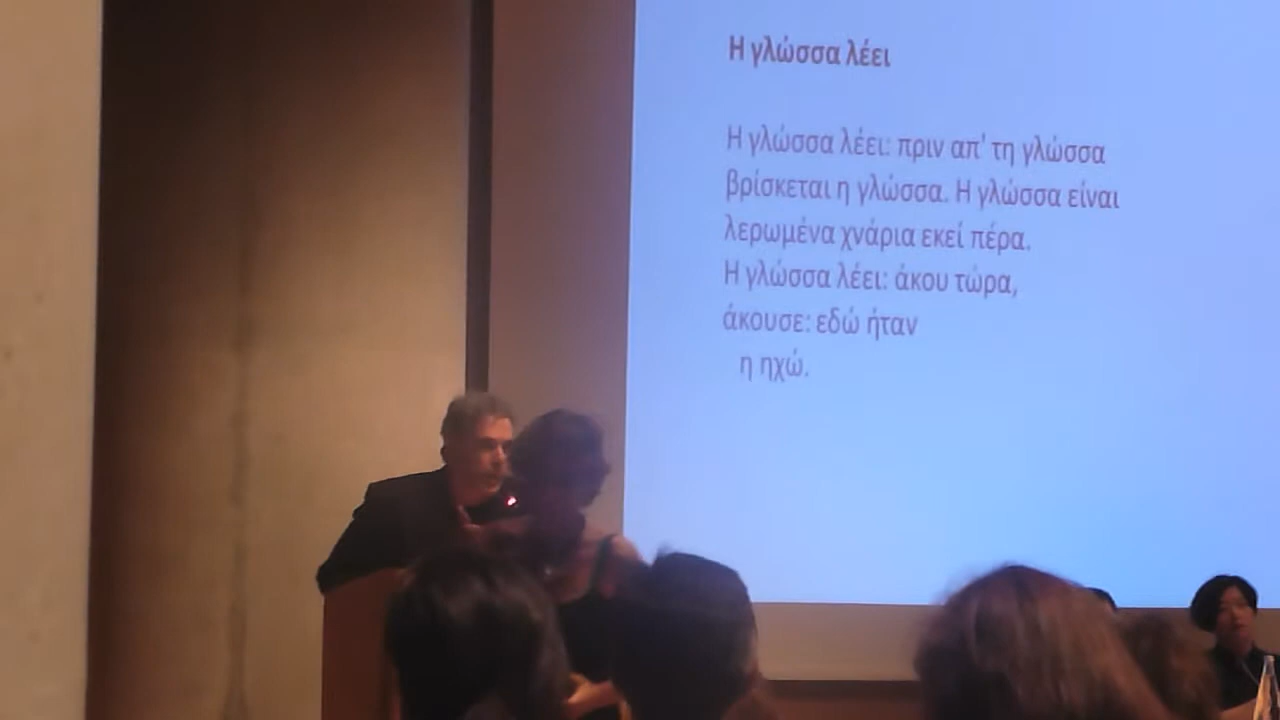 Η γλώσσα λέει
Η γλώσσα λέει: πριν απ' τη γλώσσα
βρίσκεται η γλώσσα. Η γλώσσα είναι
λερωμένα χνάρια εκεί πέρα.
Η γλώσσα λέει: άκου τώρα,
άκουσε: εδώ ήταν
η ηχώ.